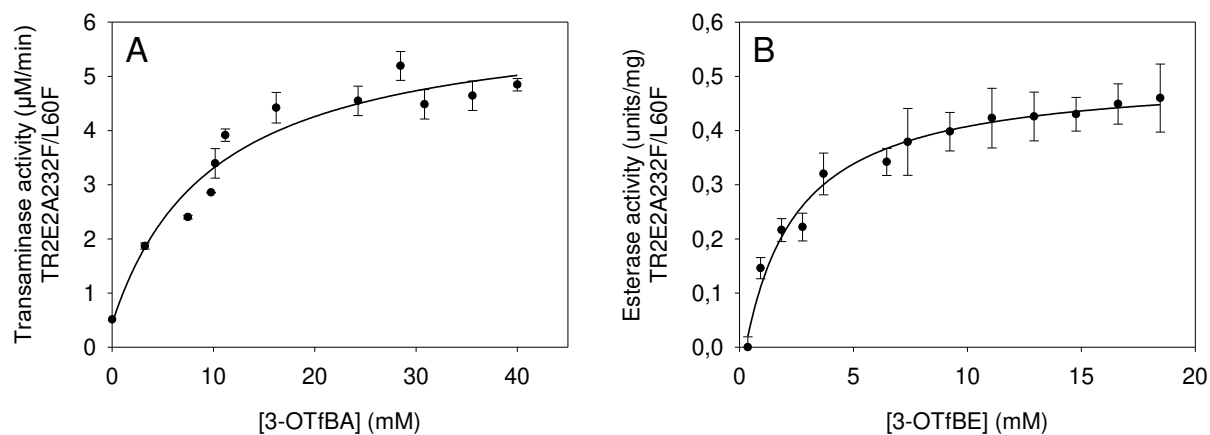 A
Transaminase activity (µM/min)
TR2E2A232F/L60F
6
5
4
3
2
1
0
0 10 20 30 40
[3-OTfBA] (mM)
B
Esterase activity (units/mg)
TR2E2A232F/L60F
0,6
0,5
0,4
0,3
0,2
0,1
0,0
0 5 10 15 20
[3-OTfBE] (mM)